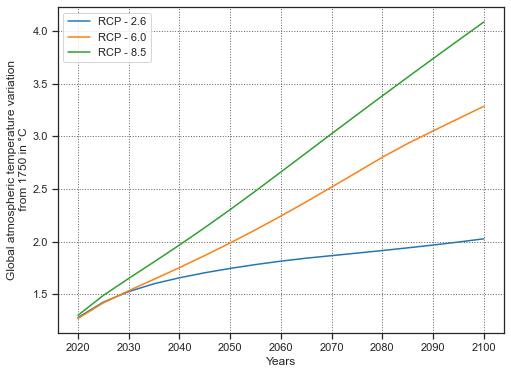 RCP - 2.6
RCP - 6.0
RCP - 8.5
Global atmospheric temperature variation
from 1750 in °C
4.0
3.5
3.0
2.5
2.0
1.5
2020 2030 2040 2050 2060 2070 2080 2090 2100
Years